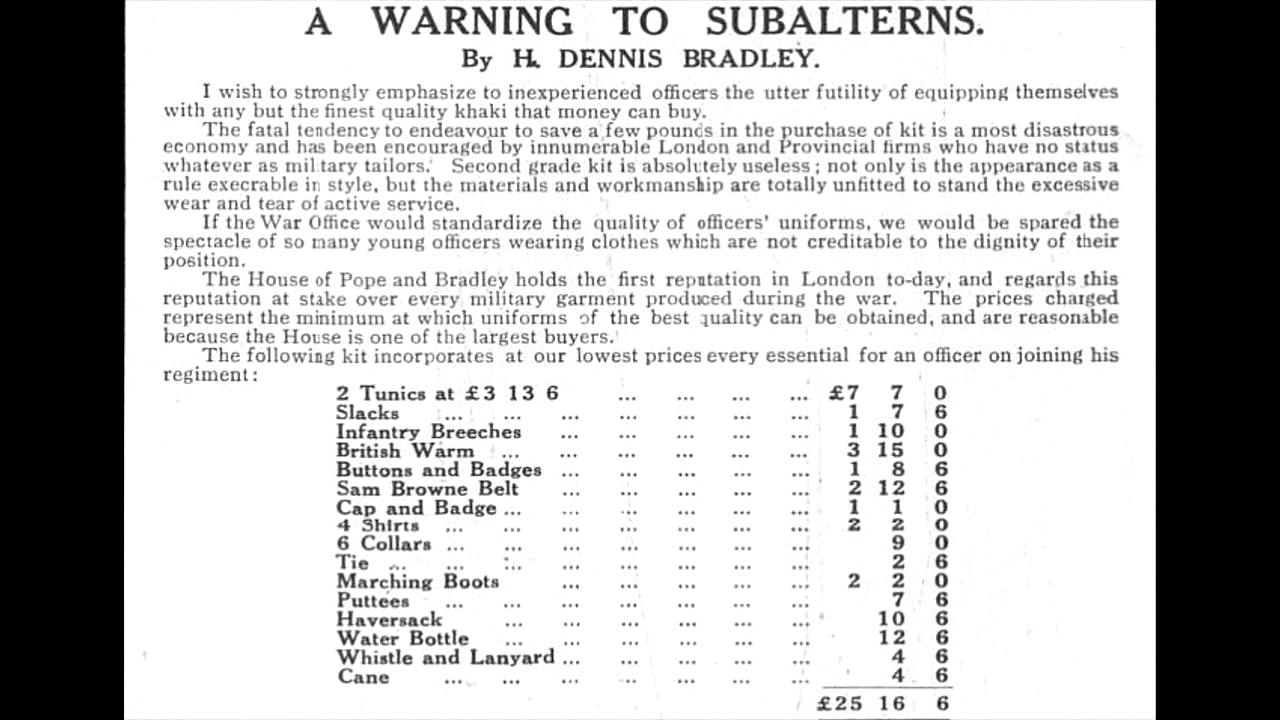 A WARNING TO SUBALTERNS.
By H. DENNIS BRADLEY.
I wish to strongly emphasize to inexperienced officers the utter futility of equipping themselves
with any but the finest quality khaki that money can buy.
The fatal tendency to endeavour to save a few pounds in the purchase of kit is a most disastrous
economy and has been encouraged by innumerable London and Provincial firms who have no status
whatever as military tailors. Second grade kit is absolutely useless; not only is the appearance as a
rule execrable in style, but the materials and workmanship are totally unfitted to stand the excessive
wear and tear of active service.
If the War Office would standardize the quality of officers' uniforms, we would be spared the
spectacle of so many young officers wearing clothes which are not creditable to the dignity of their
position.
The House of Pope and Bradley holds the first reputation in London to-day, and regards this
reputation at stake over every military garment produced during the war. The prices charged
represent the minimum at which uniforms of the best quality can be obtained, and are reasonable
because the House is one of the largest buyers.
The following kit incorporates at our lowest prices every essential for an officer on joining his
regiment:
2 Tunics at £3 13 6 ... ... ... ... £7 7 0
Slacks ... ... ... ... ... ... ... 1 7 6
Infantry Breeches ... ... ... ... ... 1 10 0
British Warm ... ... ... ... ... ... 3 15 0
Buttons and Badges ... ... ... ... ... 1 8 6
Sam Browne Belt ... ... ... ... ... 2 12 6
Cap and Badge ... ... ... ... ... ... 1 1 0
4 Shirts ... ... ... ... ... ... ... 2 2 0
6 Collars ... ... ... ... ... ... ... 9 0
Tie ... ... ... ... ... ... ... ... 2 6
Marching Boots ... ... ... ... ... 2 2 0
Puttees ... ... ... ... ... ... ... 7 6
Haversack ... ... ... ... ... ... 10 6
Water Bottle ... ... ... ... ... ... 12 6
Whistle and Lanyard ... ... ... ... ... 4 6
Cane ... ... ... ... ... ... ... 4 6
£25 16 6